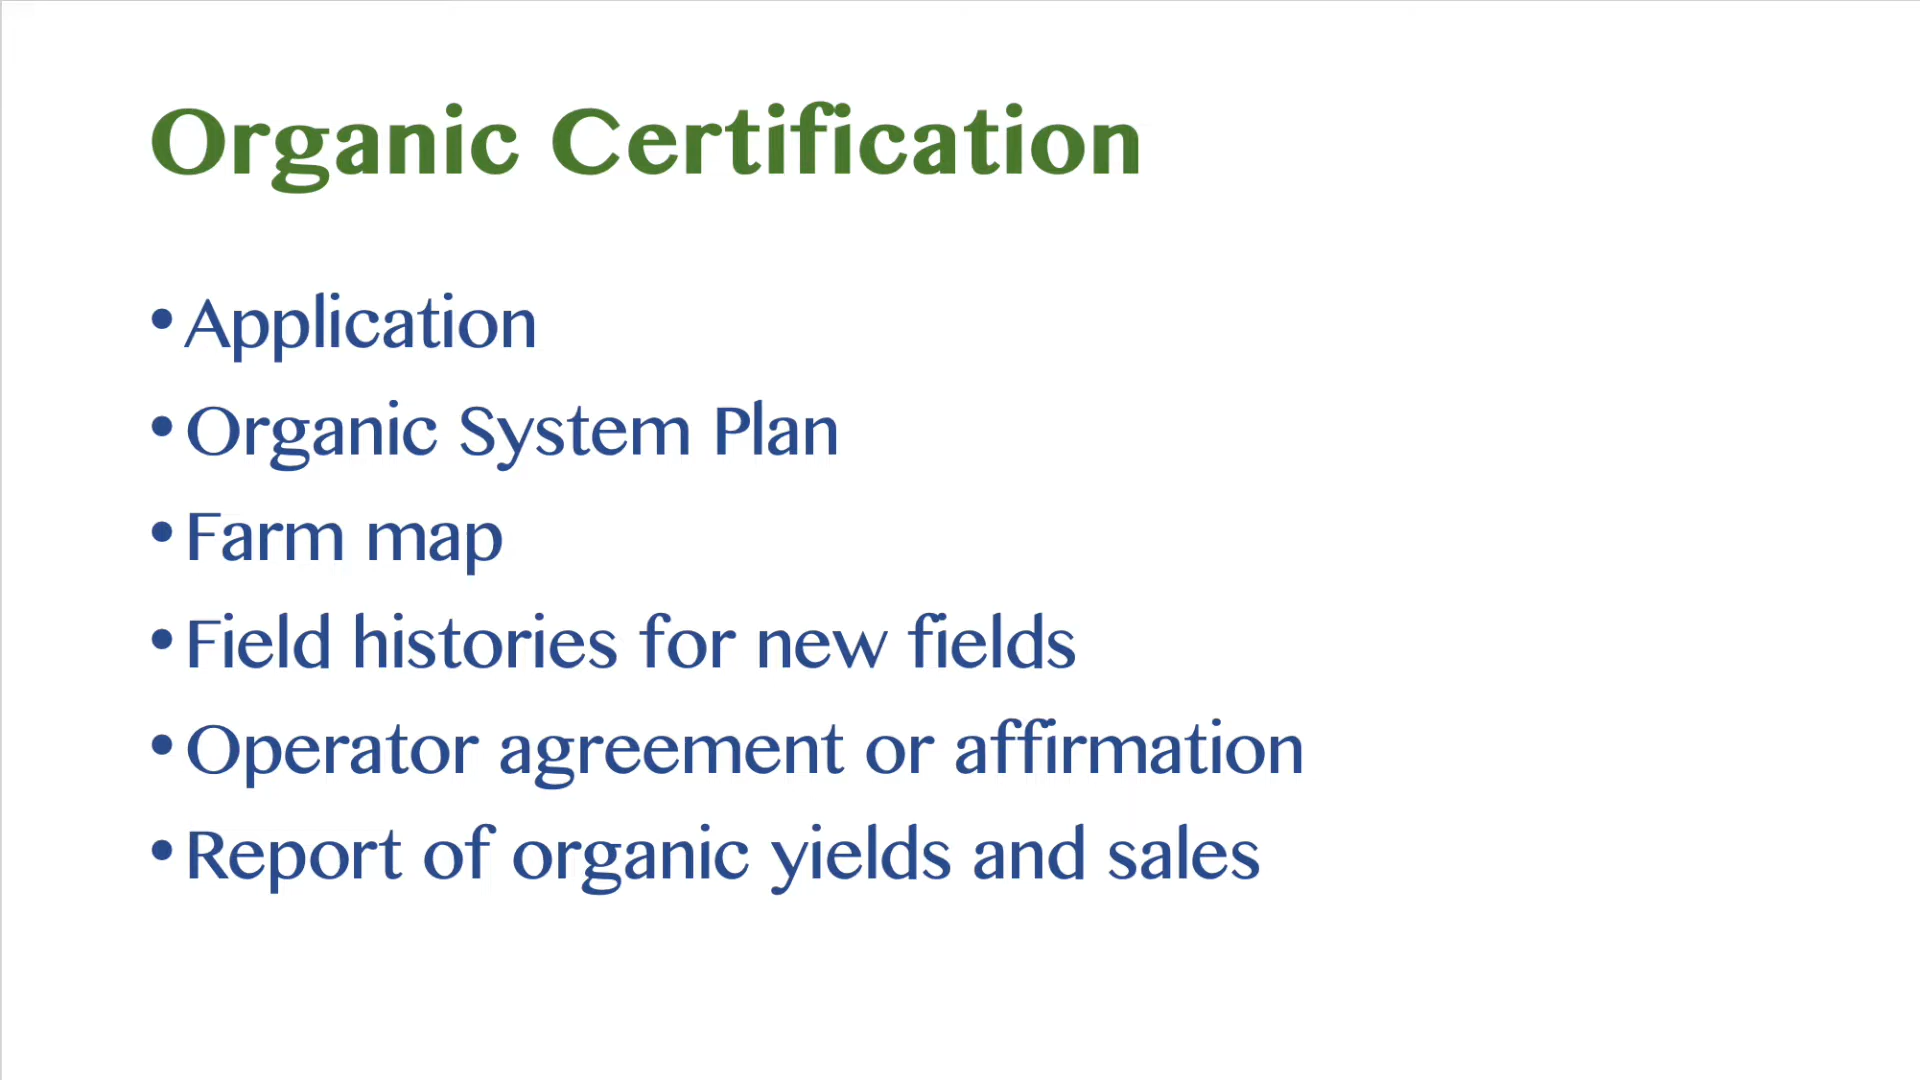 Organic Certification
• Application
• Organic System Plan
• Farm map
• Field histories for new fields
• Operator agreement or affirmation
• Report of organic yields and sales